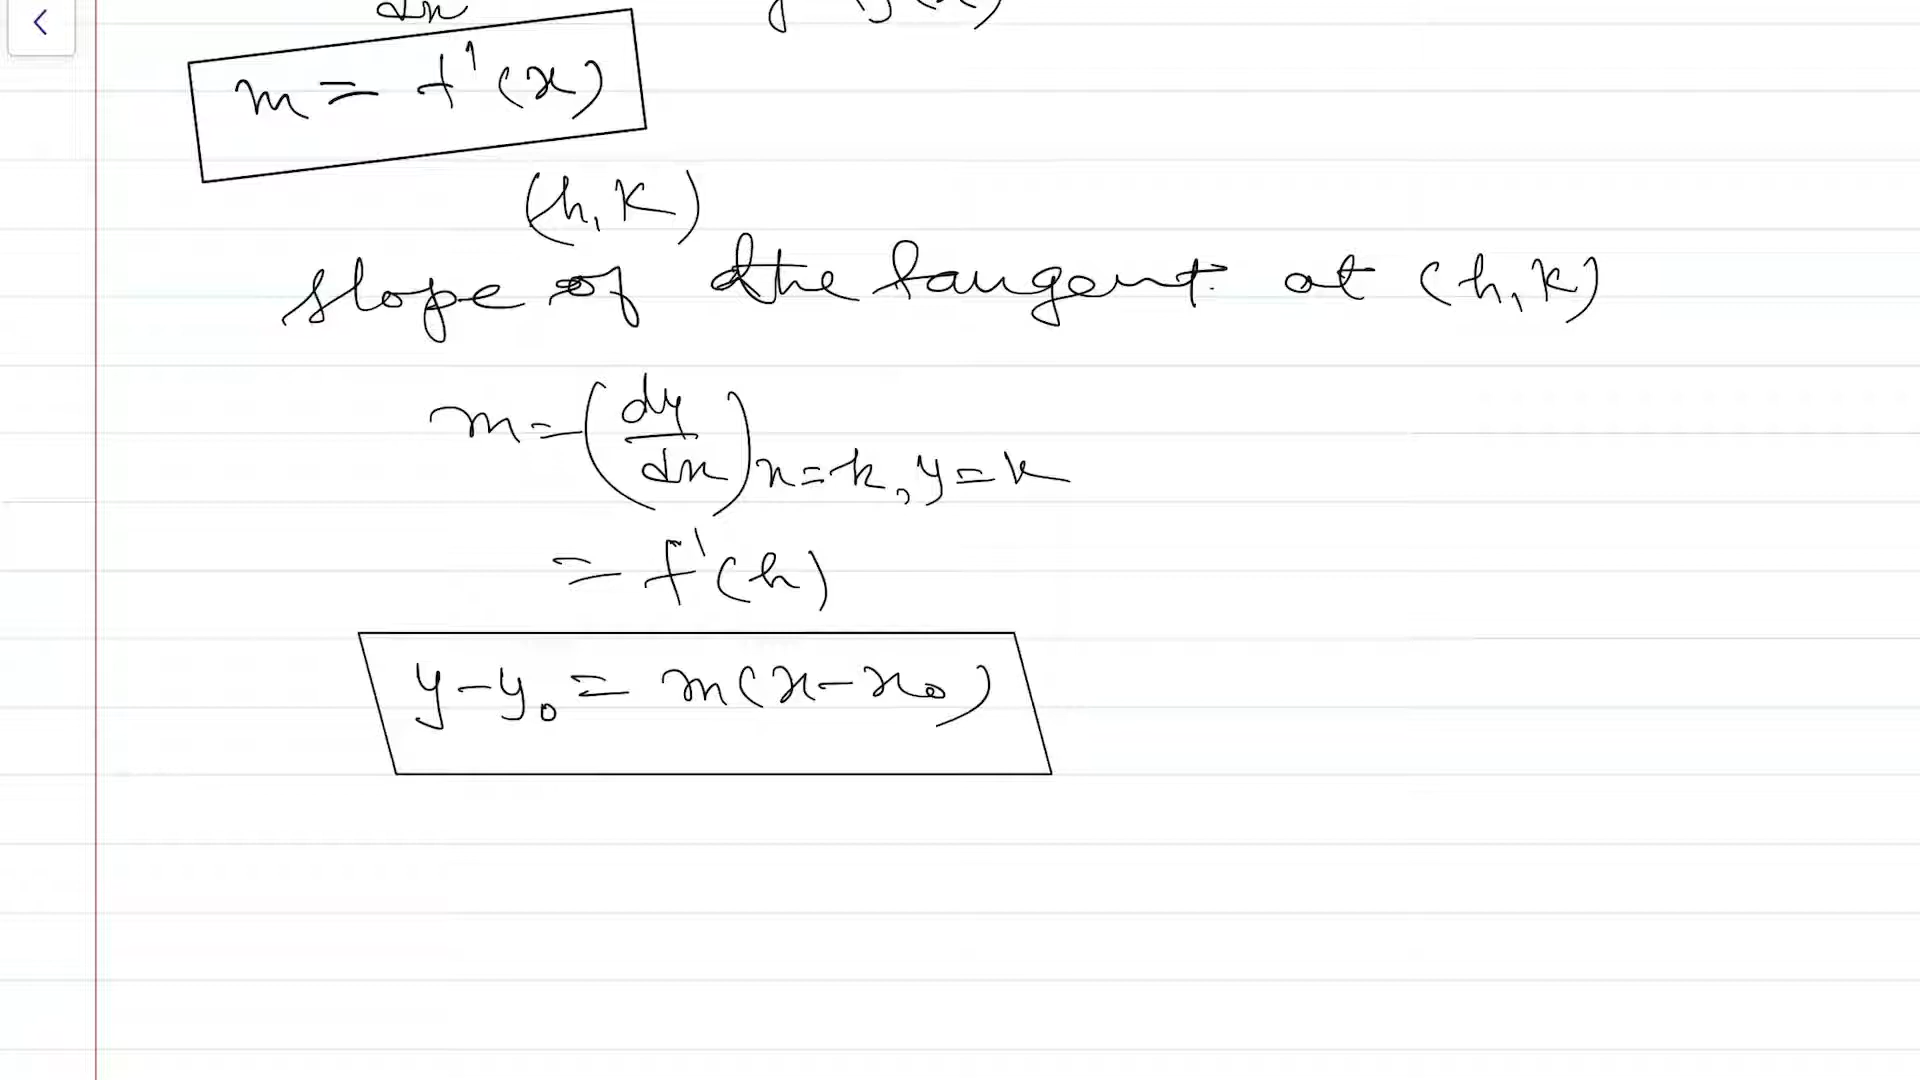 m = f'(x)
(h, k)
slope of the tangent at (h, k)
m = (dy/dx) x=h, y=k
= f'(h)
y - y₀ = m(x - x₀)